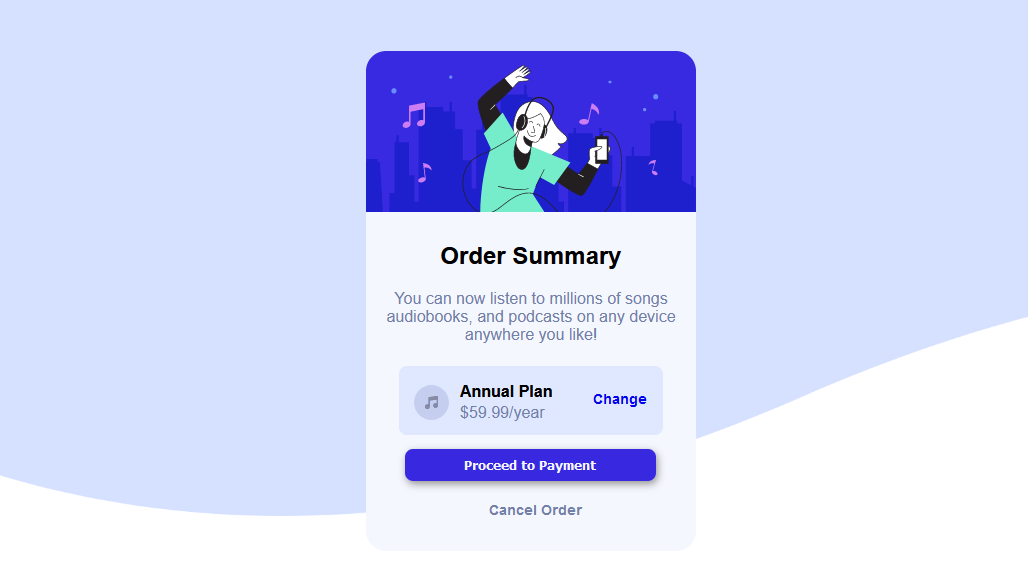 Order Summary
You can now listen to millions of songs
audiobooks, and podcasts on any device
anywhere you like!
Annual Plan
$59.99/year
Change
Proceed to Payment
Cancel Order